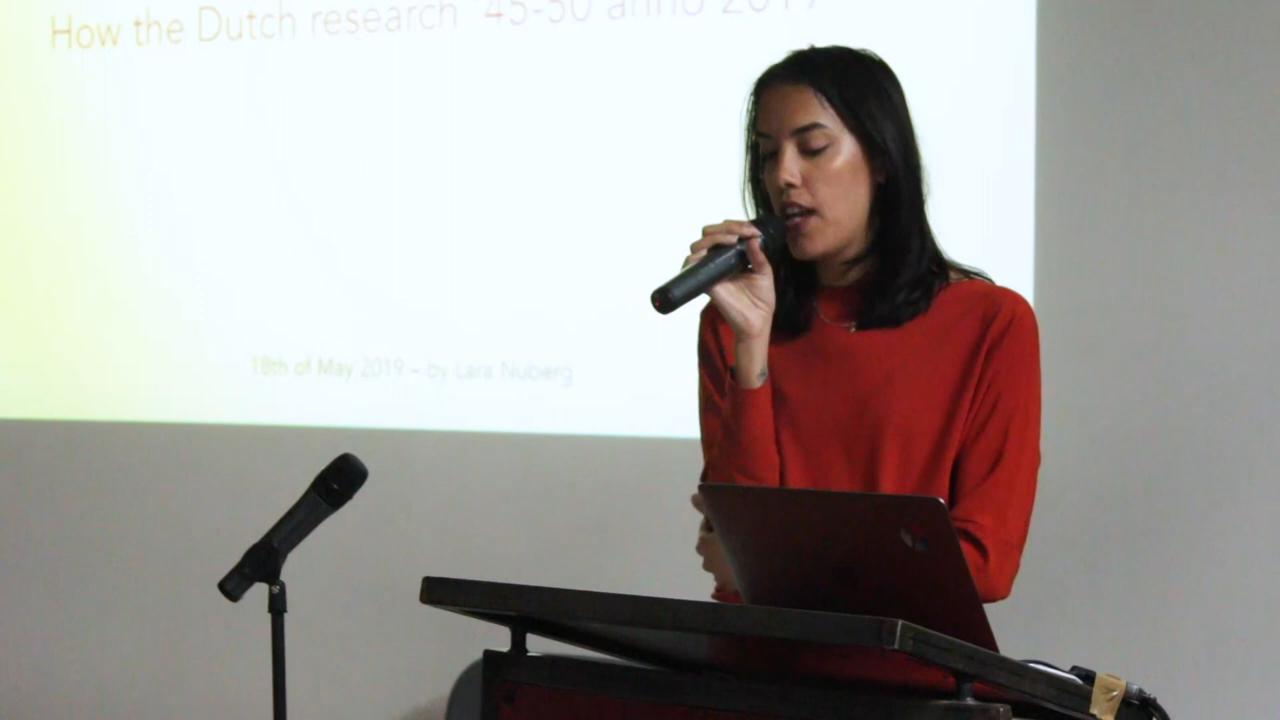 How the Dutch research '45-50 anno 2019
18th of May 2019 – by Lara Nuberg